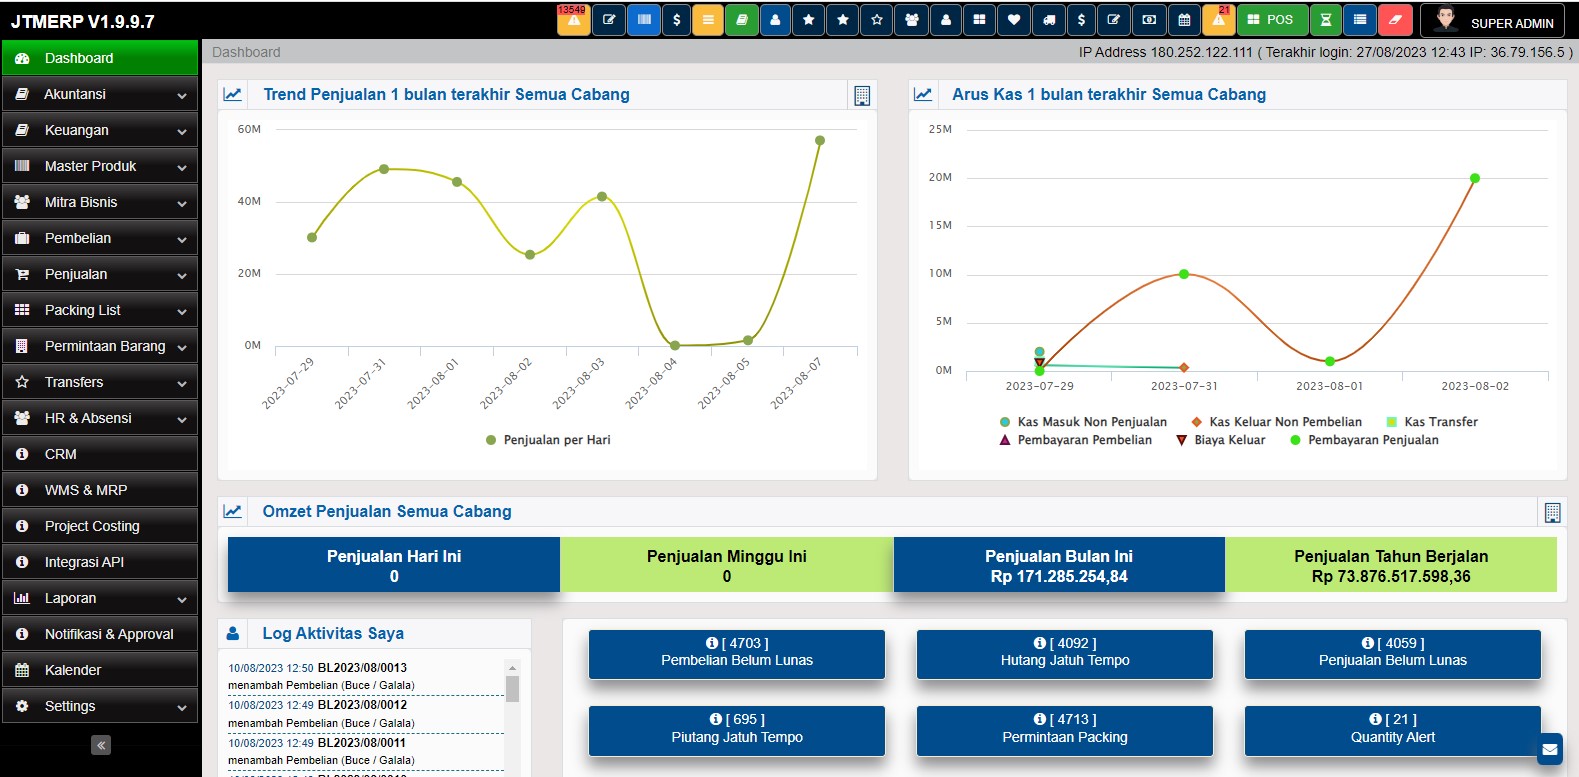 JTMERP V1.9.9.7
13549
$
$
21
POS
SUPER ADMIN
Dashboard
Akuntansi
Keuangan
Master Produk
Mitra Bisnis
Pembelian
Penjualan
Packing List
Permintaan Barang
Transfers
HR & Absensi
CRM
WMS & MRP
Project Costing
Integrasi API
Laporan
Notifikasi & Approval
Kalender
Settings
Dashboard
IP Address 180.252.122.111 ( Terakhir login: 27/08/2023 12:43 IP: 36.79.156.5 )
Trend Penjualan 1 bulan terakhir Semua Cabang
60M
40M
20M
0M
2023-07-29
2023-07-31
2023-08-01
2023-08-02
2023-08-03
2023-08-04
2023-08-05
2023-08-07
Penjualan per Hari
Arus Kas 1 bulan terakhir Semua Cabang
25M
20M
15M
10M
5M
0M
2023-07-29
2023-07-31
2023-08-01
2023-08-02
Kas Masuk Non Penjualan
Kas Keluar Non Pembelian
Kas Transfer
Pembayaran Pembelian
Biaya Keluar
Pembayaran Penjualan
Omzet Penjualan Semua Cabang
Penjualan Hari Ini
0
Penjualan Minggu Ini
0
Penjualan Bulan Ini
Rp 171.285.254,84
Penjualan Tahun Berjalan
Rp 73.876.517.598,36
Log Aktivitas Saya
10/08/2023 12:50 BL2023/08/0013
menambah Pembelian (Buce / Galala)
10/08/2023 12:49 BL2023/08/0012
menambah Pembelian (Buce / Galala)
10/08/2023 12:49 BL2023/08/0011
menambah Pembelian (Buce / Galala)
[ 4703 ]
Pembelian Belum Lunas
[ 4092 ]
Hutang Jatuh Tempo
[ 4059 ]
Penjualan Belum Lunas
[ 695 ]
Piutang Jatuh Tempo
[ 4713 ]
Permintaan Packing
[ 21 ]
Quantity Alert